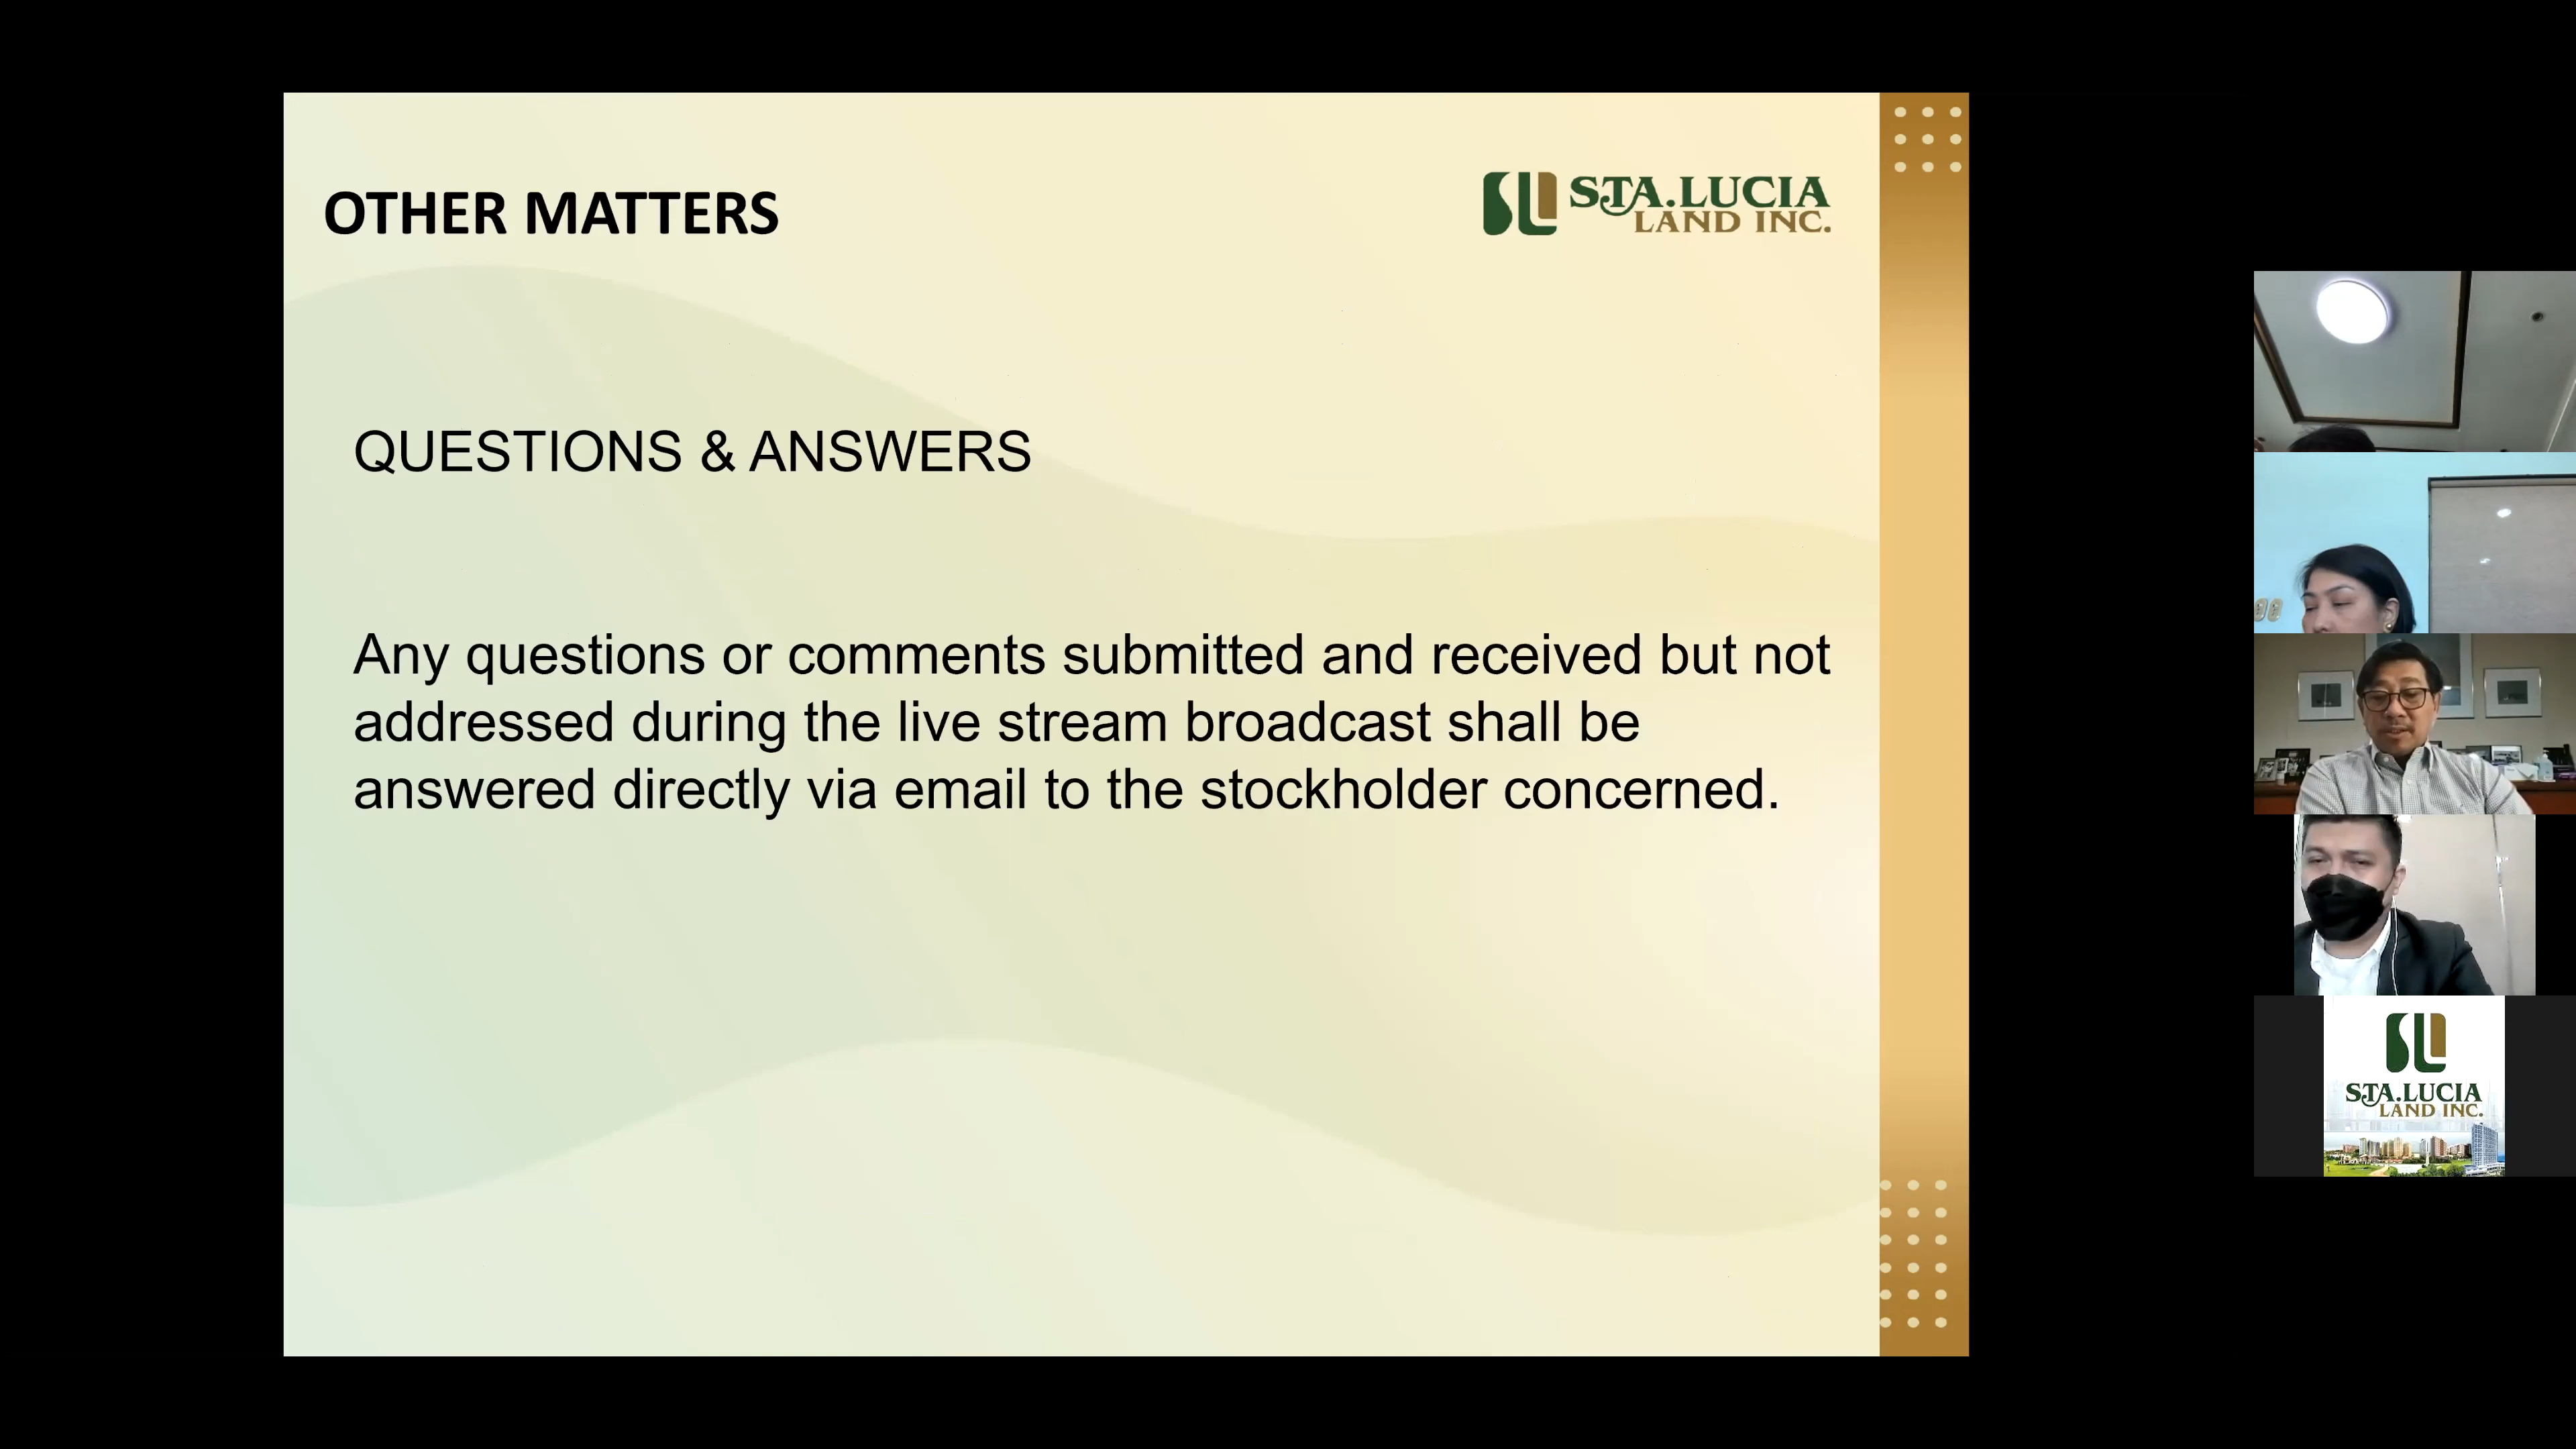 OTHER MATTERS
STA.LUCIA
LAND INC.
QUESTIONS & ANSWERS
Any questions or comments submitted and received but not
addressed during the live stream broadcast shall be
answered directly via email to the stockholder concerned.
SL
STA.LUCIA
LAND INC.